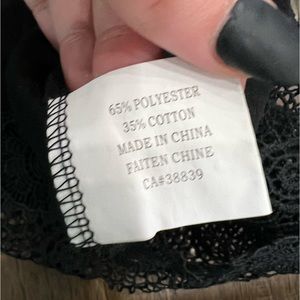 65% POLYESTER
35% COTTON
MADE IN CHINA
FAITEN CHINE
CA#38839